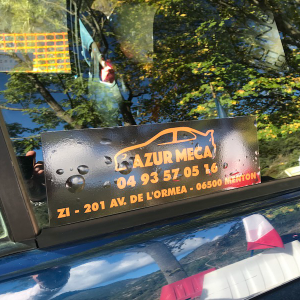 AZUR MECA
04 93 57 05 16
ZI - 201 AV. DE L'ORMEA - 06500 MENTON